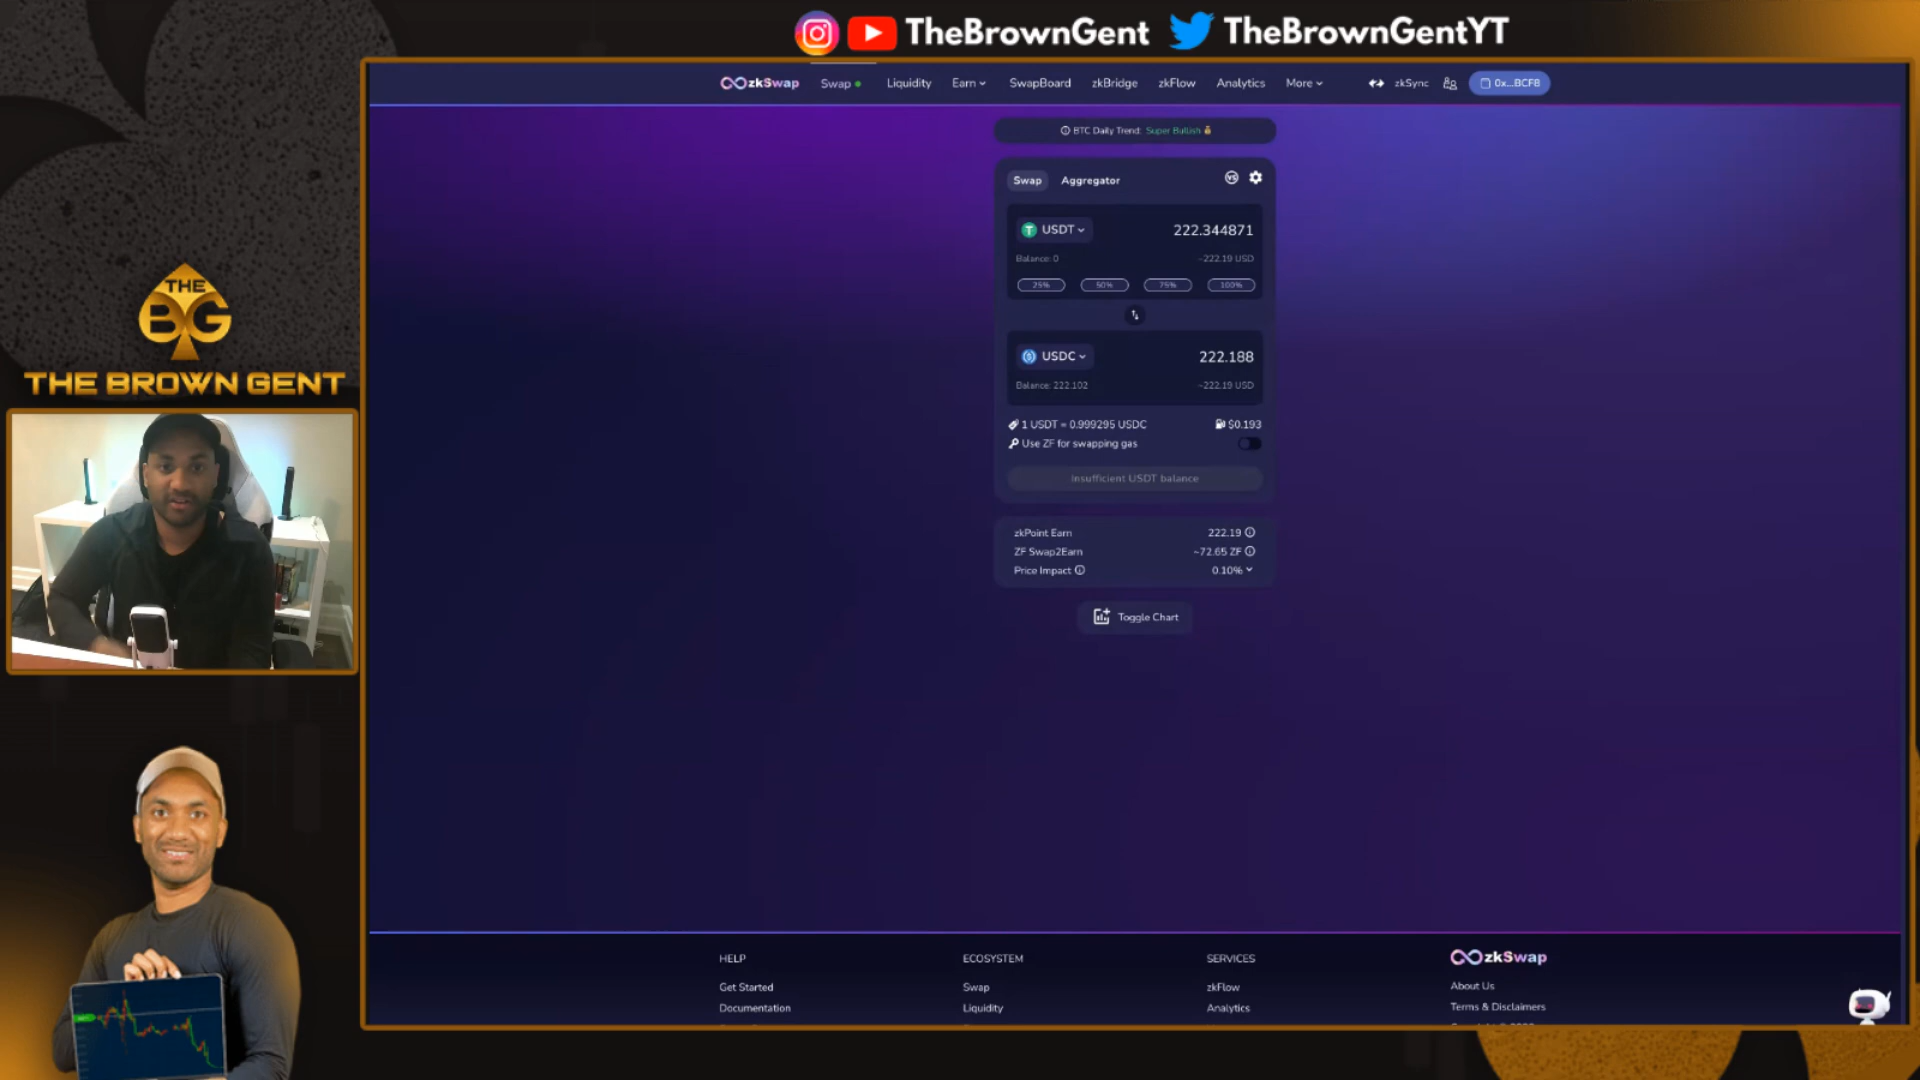 TheBrownGent TheBrownGentYT
zkSwap Swap Liquidity Earn SwapBoard zkBridge zkFlow Analytics More zkSync 0x...BCFB
BTC Daily Trend: Super Bullish
Swap Aggregator
USDT 222.344871
Balance: 0 ~222.19 USD
25% 50% 75% 100%
USDC 222.188
Balance: 222.102 ~222.19 USD
1 USDT = 0.999295 USDC $0.193
Use ZF for swapping gas
Insufficient USDT balance
zkPoint Earn 222.19
ZF Swap2Earn ~72.65 ZF
Price Impact 0.10%
Toggle Chart
THE
BG
THE BROWN GENT
HELP ECOSYSTEM SERVICES zkSwap
Get Started Swap zkFlow About Us
Documentation Liquidity Analytics Terms & Disclaimers